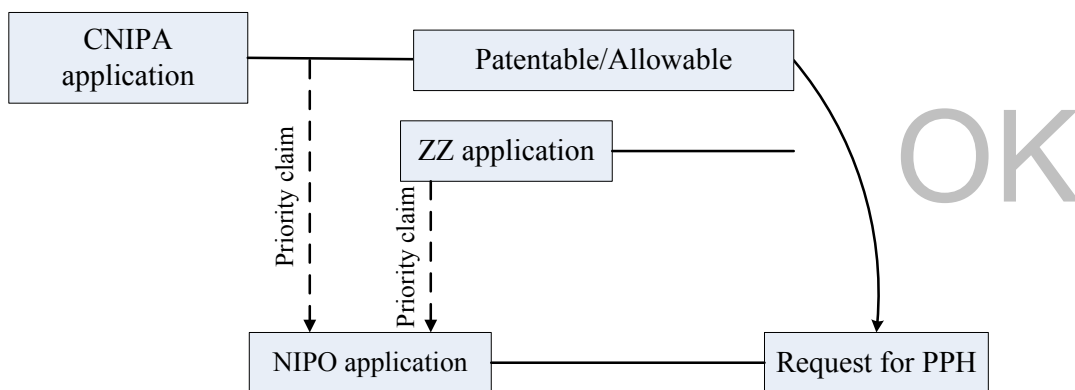 CNIPA
application
Patentable/Allowable
OK
ZZ application
Priority claim
Priority claim
NIPO application
Request for PPH